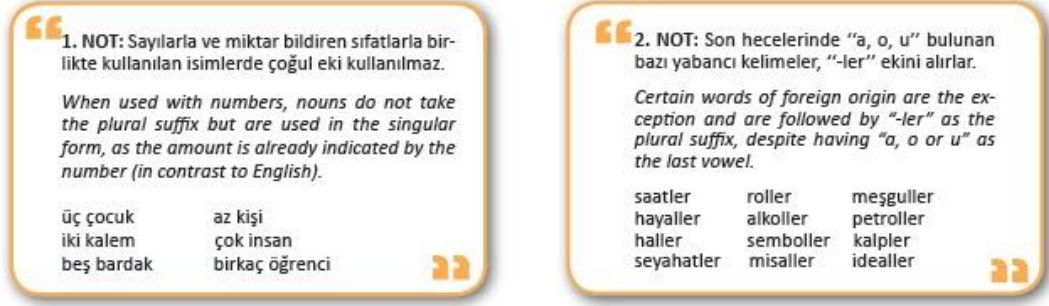 1. NOT: Sayılarla ve miktar bildiren sıfatlarla bir-
likte kullanılan isimlerde çoğul eki kullanılmaz.
When used with numbers, nouns do not take
the plural suffix but are used in the singular
form, as the amount is already indicated by the
number (in contrast to English).
üç çocuk az kişi
iki kalem çok insan
beş bardak birkaç öğrenci
2. NOT: Son hecelerinde "a, o, u" bulunan
bazı yabancı kelimeler, "-ler" ekini alırlar.
Certain words of foreign origin are the ex-
ception and are followed by "-ler" as the
plural suffix, despite having "a, o or u" as
the last vowel.
saatler roller meşguller
hayaller alkoller petroller
haller semboller kalpler
seyahatler misaller idealler